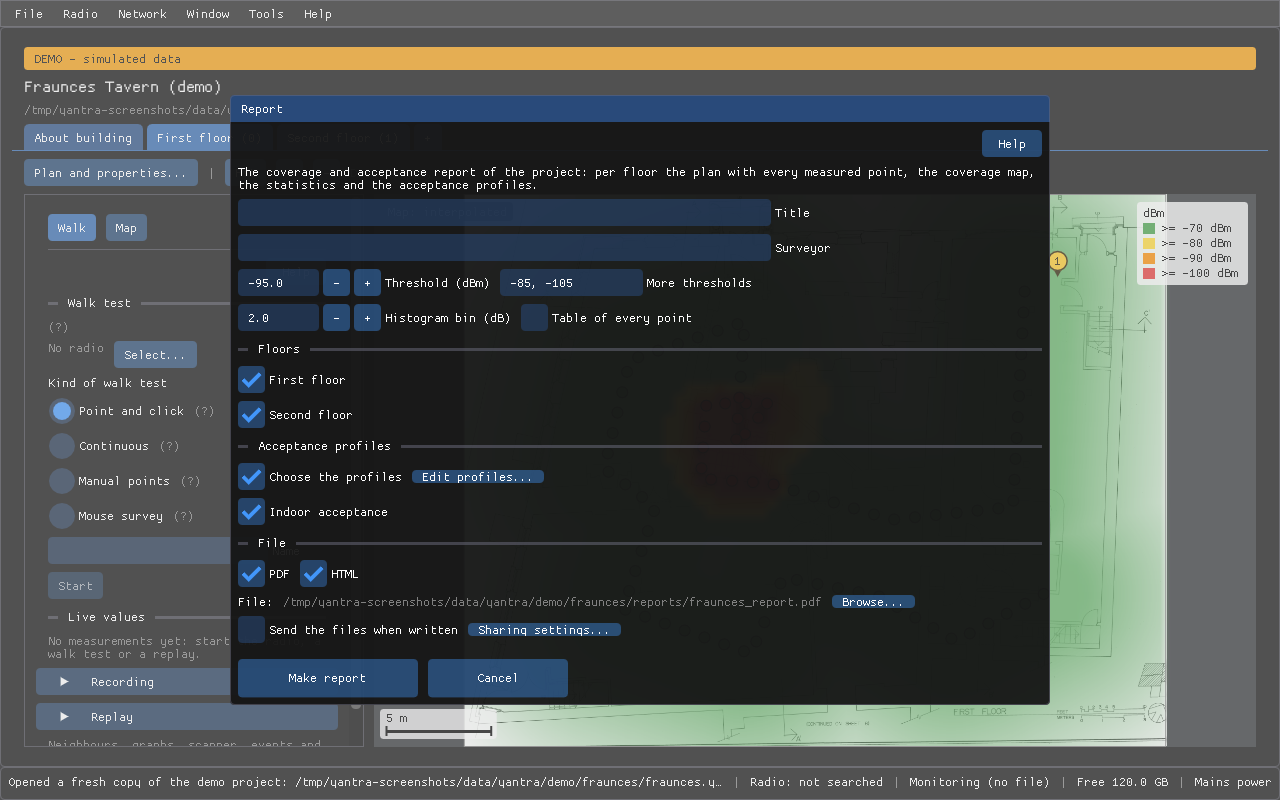 File Radio Network Window Tools Help
DEMO - simulated data
Fraunces Tavern (demo)
/tmp/yantra-screenshots/data/
About building First floor
Plan and properties... |
Walk Map
Walk test
(?)
No radio Select...
Kind of walk test
Point and click (?)
Continuous (?)
Manual points (?)
Mouse survey (?)
Start
Live values
No measurements yet: start
walk test or a replay.
Recording
Replay
Neighbours, graphs, scanner, events and
Report
Help
The coverage and acceptance report of the project: per floor the plan with every measured point, the coverage map,
the statistics and the acceptance profiles.
Title
Surveyor
-95.0 - + Threshold (dBm) -85, -105 More thresholds
2.0 - + Histogram bin (dB) Table of every point
Floors
First floor
Second floor
Acceptance profiles
Choose the profiles Edit profiles...
Indoor acceptance
File
PDF HTML
File: /tmp/yantra-screenshots/data/yantra/demo/fraunces/reports/fraunces_report.pdf Browse...
Send the files when written Sharing settings...
Make report Cancel
dBm
>= -70 dBm
>= -80 dBm
>= -90 dBm
>= -100 dBm
1
5 m
FIRST FLOOR
Opened a fresh copy of the demo project: /tmp/yantra-screenshots/data/yantra/demo/fraunces/fraunces.y… | Radio: not searched | Monitoring (no file) | Free 120.0 GB | Mains power